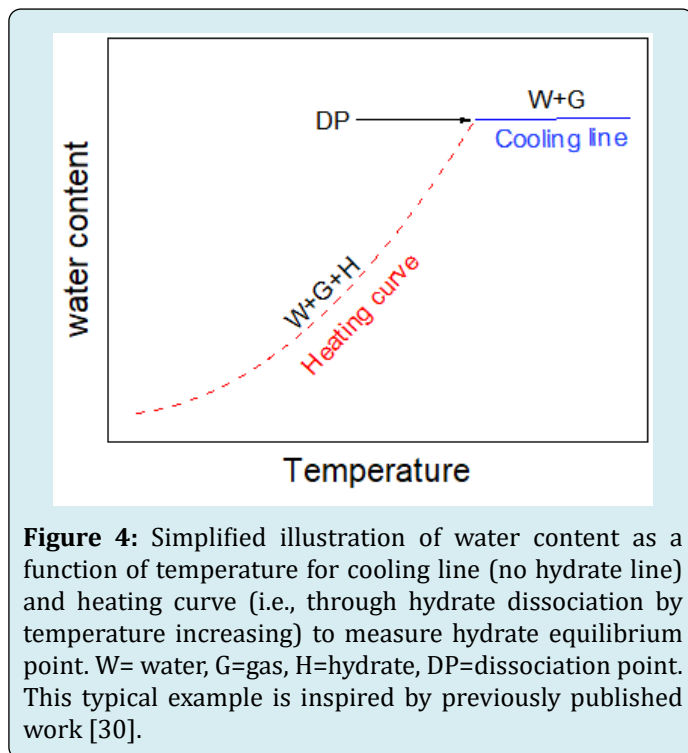 W+G
DP
Cooling line
water content
W+G+H
Heating curve
Temperature
Figure 4: Simplified illustration of water content as a
function of temperature for cooling line (no hydrate line)
and heating curve (i.e., through hydrate dissociation by
temperature increasing) to measure hydrate equilibrium
point. W= water, G=gas, H=hydrate, DP=dissociation point.
This typical example is inspired by previously published
work [30].